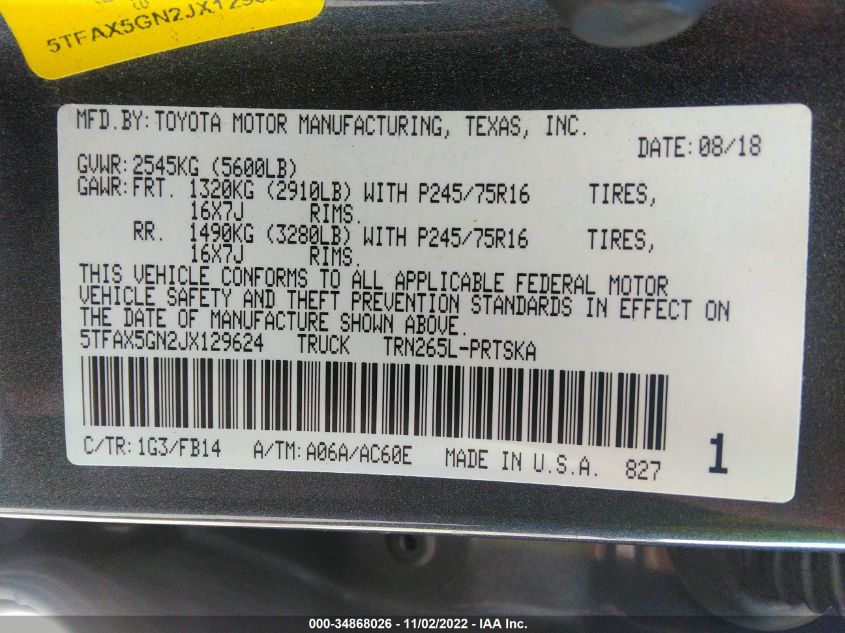 5TFAX5GN2JX129
MFD.BY:TOYOTA MOTOR MANUFACTURING, TEXAS, INC.
DATE:08/18
GVWR:2545KG (5600LB)
GAWR:FRT. 1320KG (2910LB) WITH P245/75R16 TIRES,
16X7J RIMS.
RR. 1490KG (3280LB) WITH P245/75R16 TIRES,
16X7J RIMS.
THIS VEHICLE CONFORMS TO ALL APPLICABLE FEDERAL MOTOR
VEHICLE SAFETY AND THEFT PREVENTION STANDARDS IN EFFECT ON
THE DATE OF MANUFACTURE SHOWN ABOVE.
5TFAX5GN2JX129624 TRUCK TRN265L-PRTSKA
C/TR:1G3/FB14 A/TM:A06A/AC60E MADE IN U.S.A. 827 1
000-34868026 - 11/02/2022 - IAA Inc.